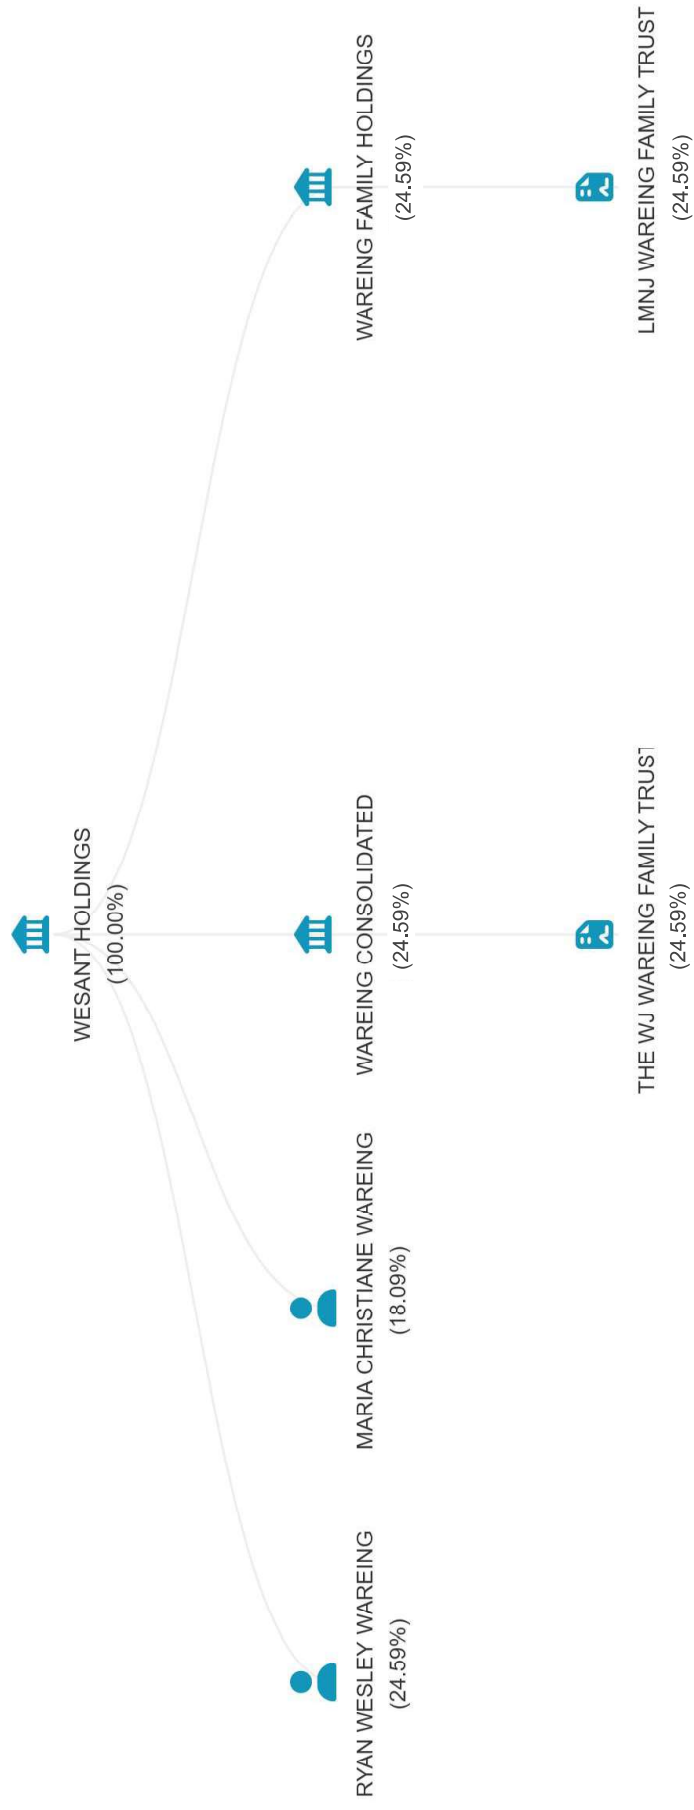 WESANT HOLDINGS
(100.00%)
RYAN WESLEY WAREING
(24.59%)
MARIA CHRISTIANE WAREING
(18.09%)
WAREING CONSOLIDATED
(24.59%)
WAREING FAMILY HOLDINGS
(24.59%)
THE WJ WAREING FAMILY TRUST
(24.59%)
LMNJ WAREING FAMILY TRUST
(24.59%)